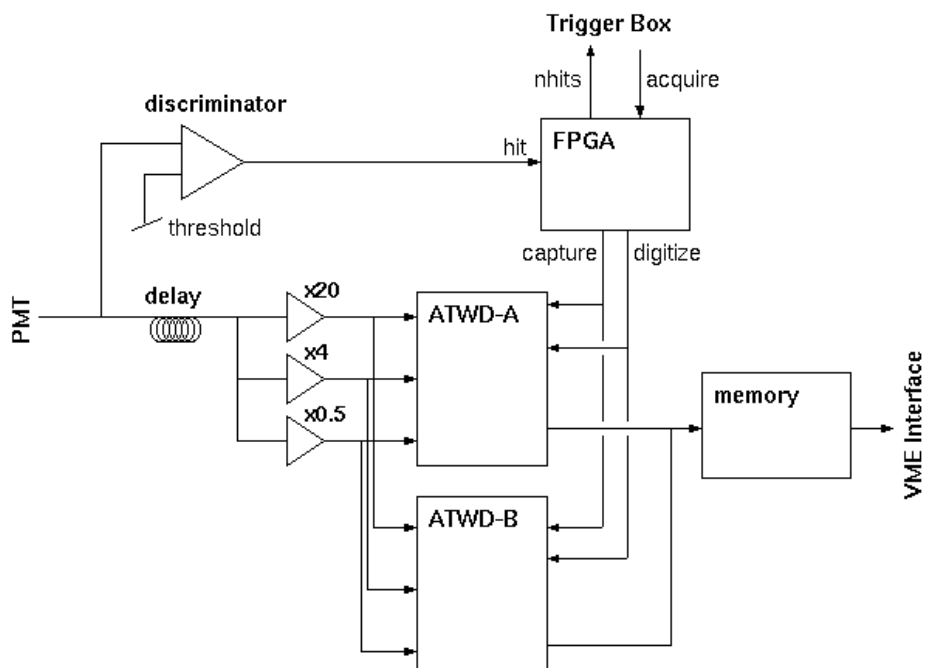 Trigger Box
nhits
acquire
discriminator
hit
FPGA
threshold
capture
digitize
PMT
delay
x20
x4
x0.5
ATWD-A
memory
VME Interface
ATWD-B